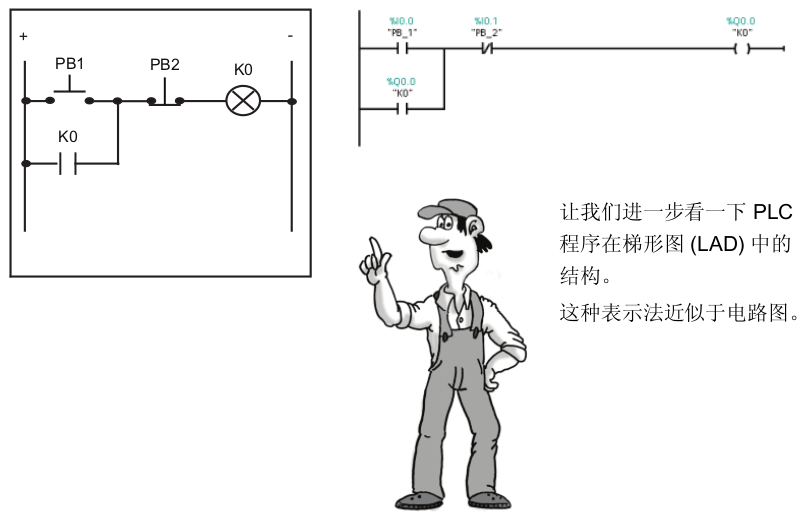 + -
PB1 PB2 K0
K0
%I0.0 %I0.1 %Q0.0
"PB_1" "PB_2" "K0"
%Q0.0
"K0"
让我们进一步看一下 PLC
程序在梯形图 (LAD) 中的
结构。
这种表示法近似于电路图。